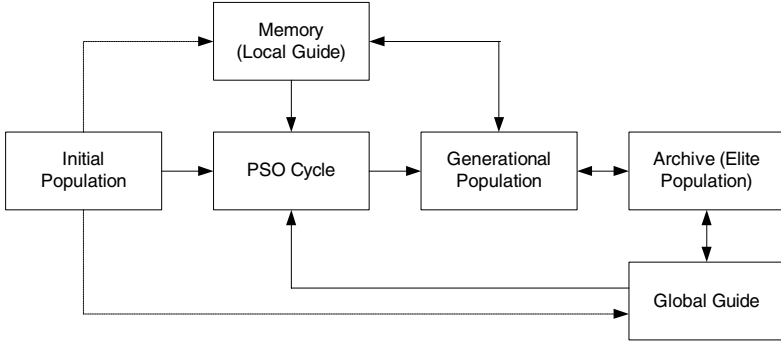 Memory
(Local Guide)
Initial
Population
PSO Cycle
Generational
Population
Archive (Elite
Population)
Global Guide